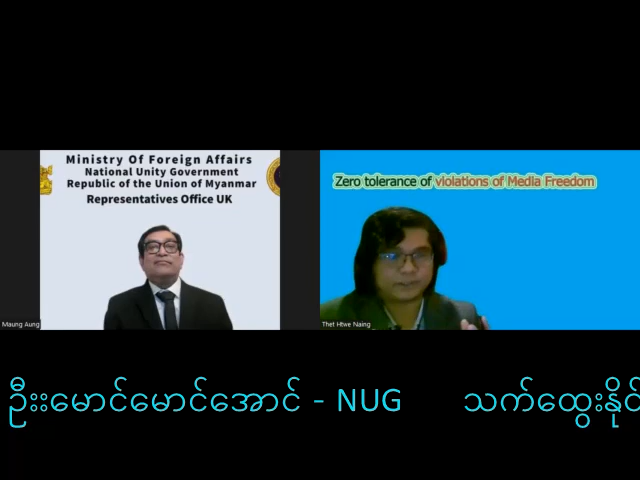 Ministry Of Foreign Affairs
National Unity Government
Republic of the Union of Myanmar
Representatives Office UK
Zero tolerance of violations of Media Freedom
Maung Aung
Thet Htwe Naing
ဦးးမောင်မောင်အောင် - NUG သက်ထွေးနိုင်